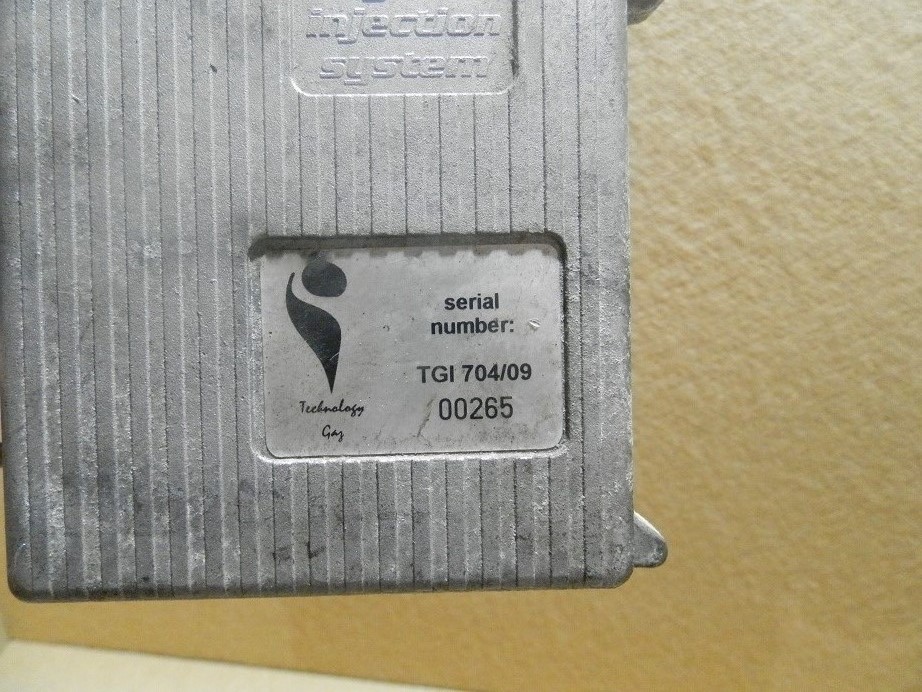 injection
system
serial
number:
TGI 704/09
00265
Technology
Gaz